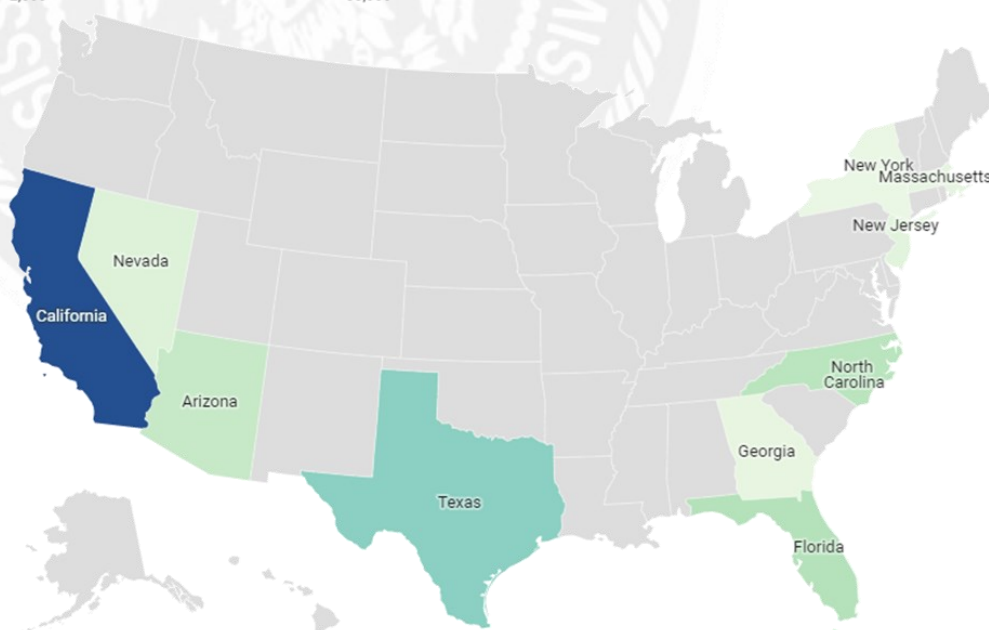 New York
Massachusetts
New Jersey
Nevada
California
North
Carolina
Arizona
Georgia
Texas
Florida